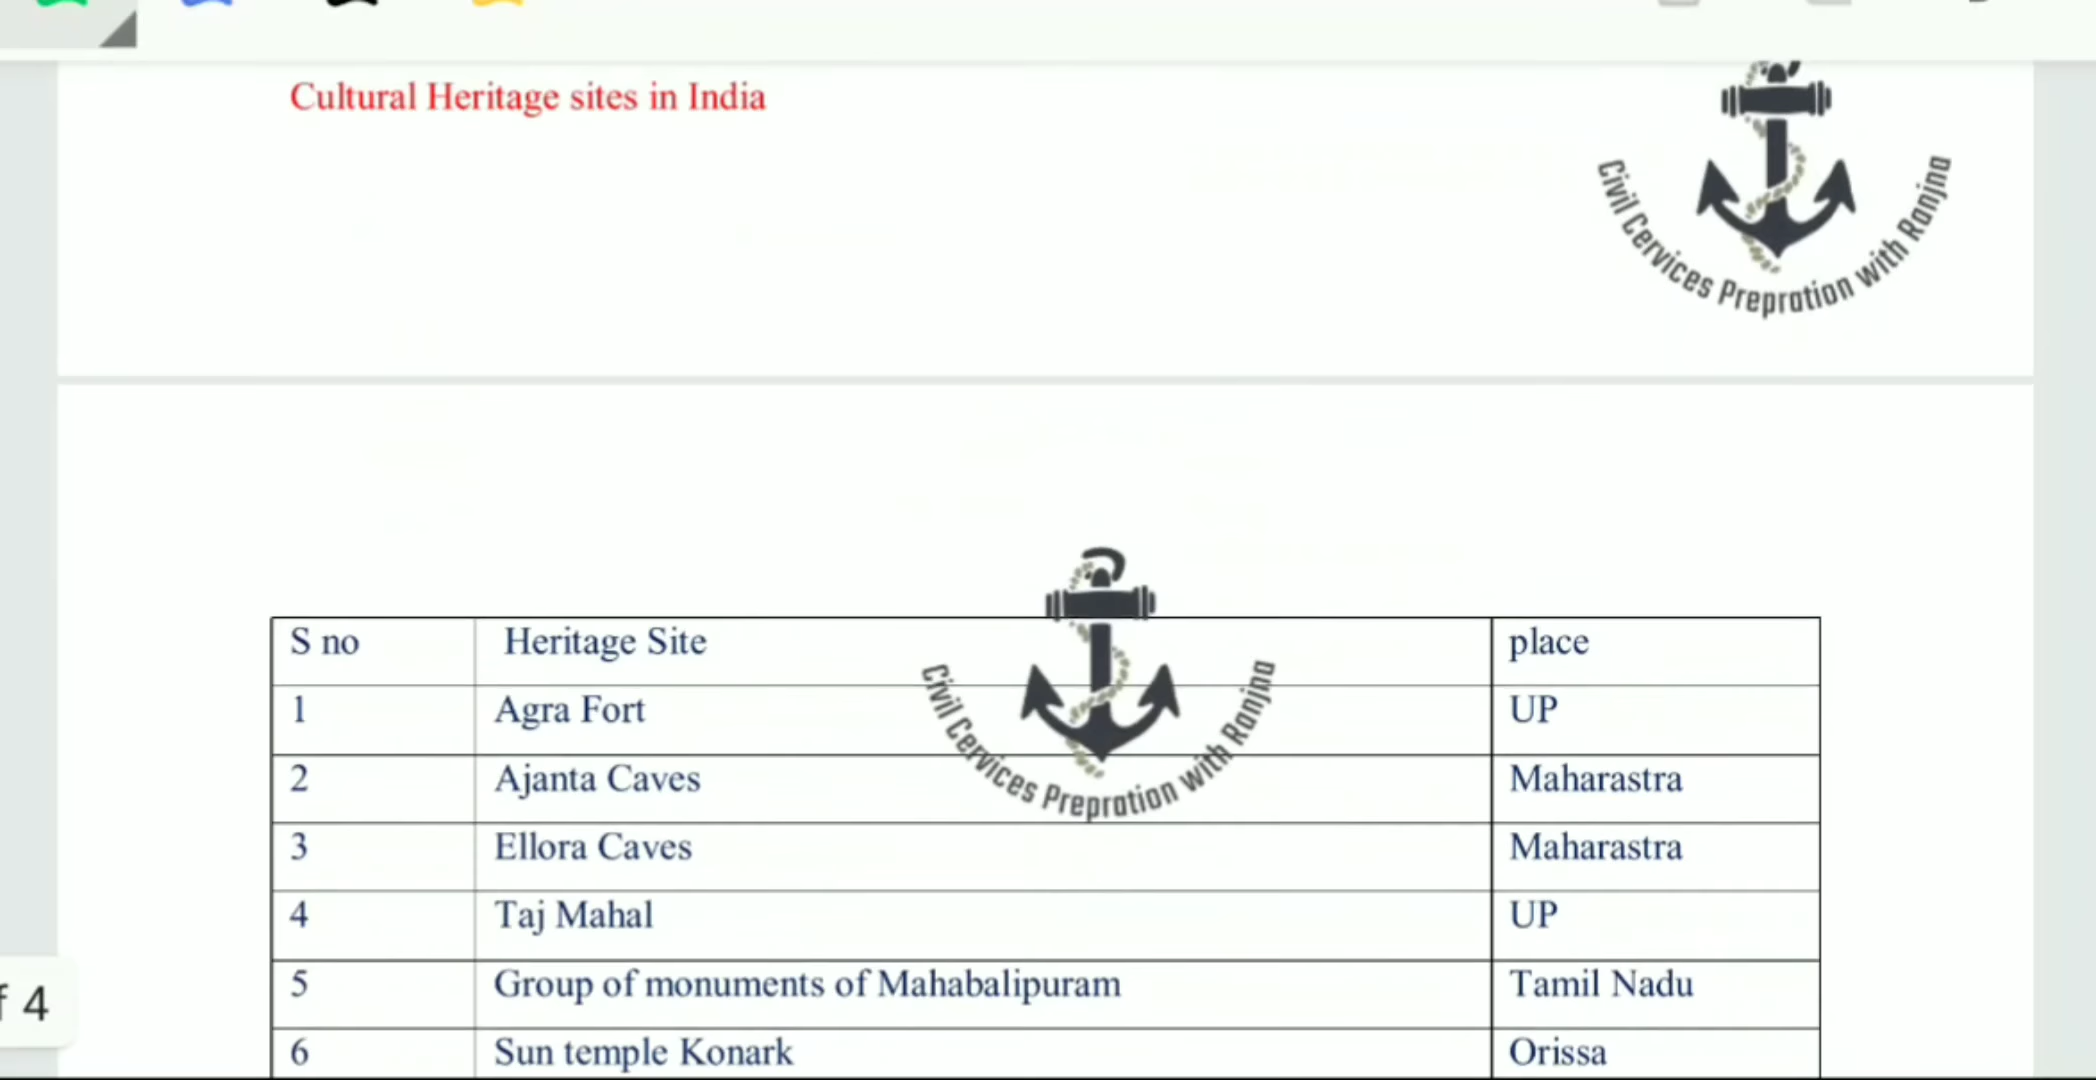 Cultural Heritage sites in India
Civil Cervices Prepration with Ranjna
Civil Cervices Prepration with Ranjna
S no Heritage Site place
1 Agra Fort UP
2 Ajanta Caves Maharastra
3 Ellora Caves Maharastra
4 Taj Mahal UP
5 Group of monuments of Mahabalipuram Tamil Nadu
6 Sun temple Konark Orissa
4